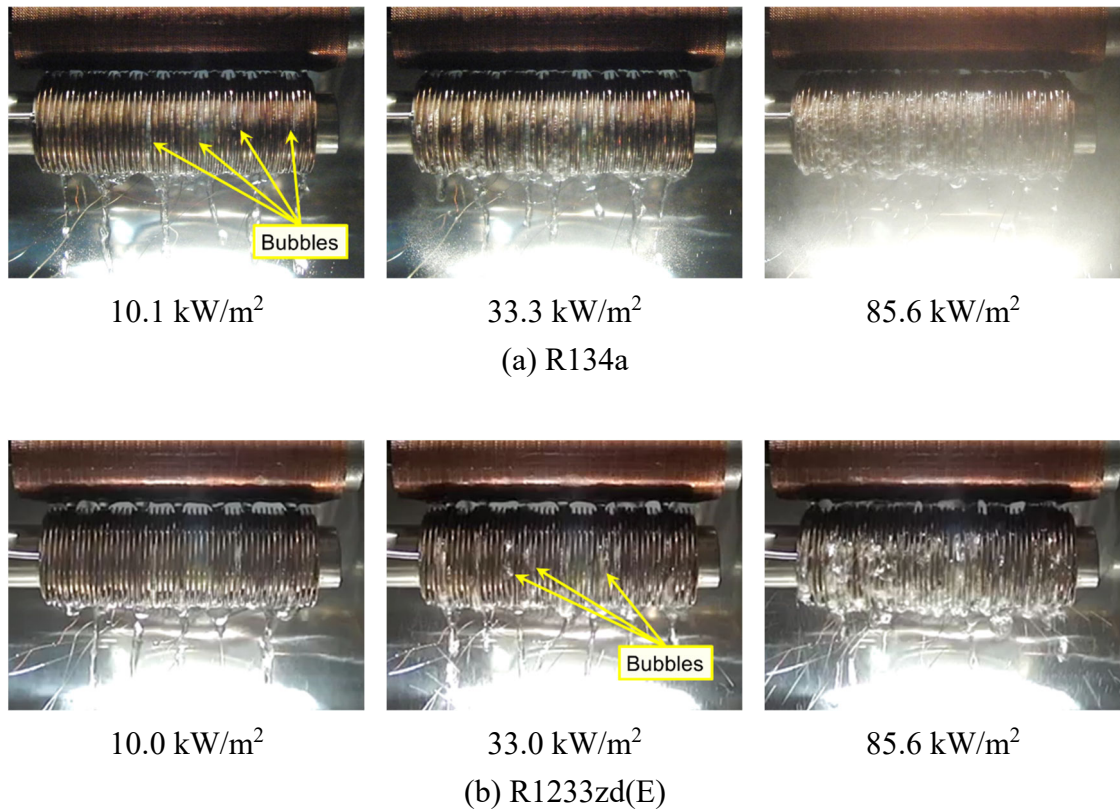 Bubbles
10.1 kW/m²
33.3 kW/m²
85.6 kW/m²
(a) R134a
Bubbles
10.0 kW/m²
33.0 kW/m²
85.6 kW/m²
(b) R1233zd(E)